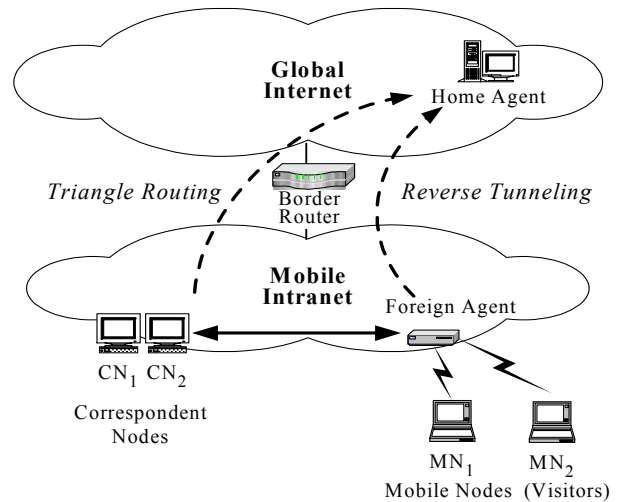 Global
Internet
Home Agent
Triangle Routing
Border
Router
Reverse Tunneling
Mobile
Intranet
Foreign Agent
CN1 CN2
Correspondent
Nodes
MN1
MN2
Mobile Nodes (Visitors)